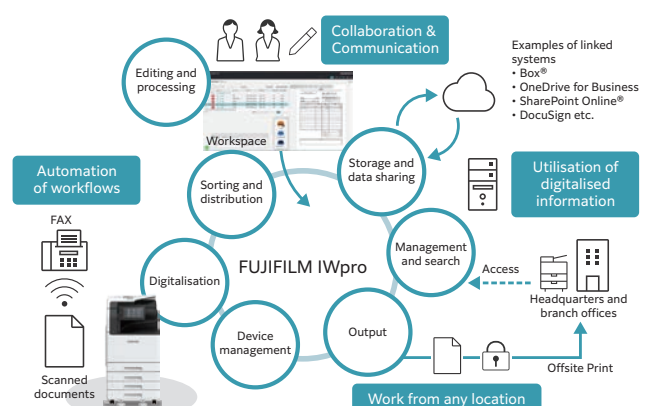 Collaboration &
Communication
Editing and
processing
Workspace
Examples of linked
systems
• Box®
• OneDrive for Business
• SharePoint Online®
• DocuSign etc.
Automation
of workflows
FAX
Scanned
documents
Sorting and
distribution
Storage and
data sharing
Utilisation of
digitalised
information
Digitalisation
FUJIFILM IWpro
Management
and search
Access
Headquarters and
branch offices
Device
management
Output
Offsite Print
Work from any location